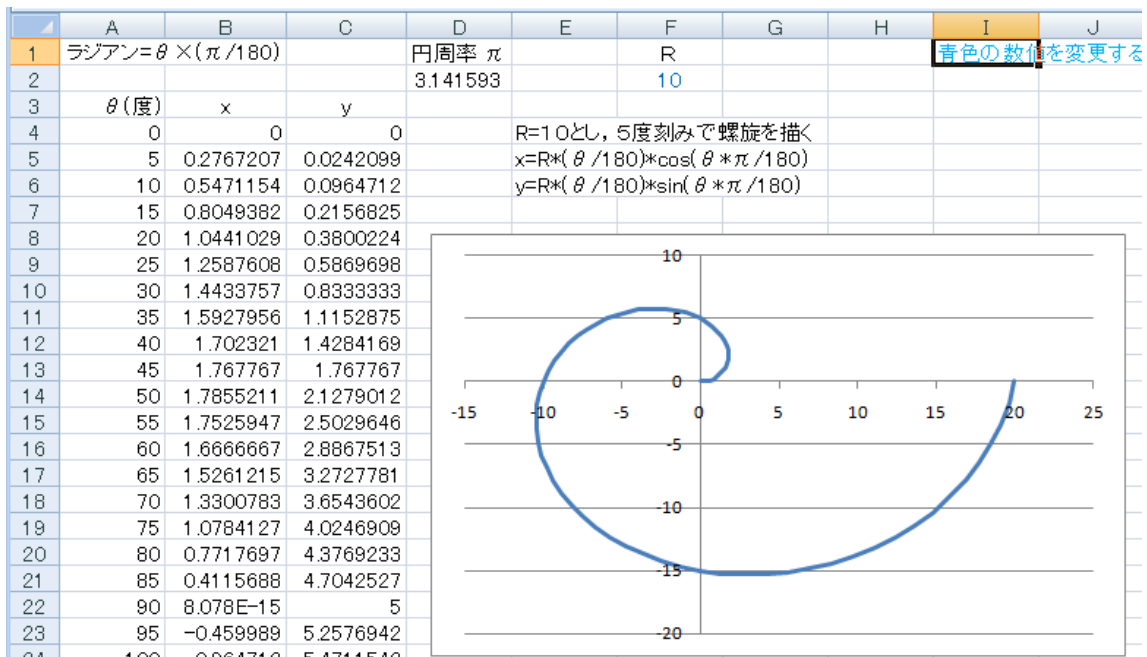 A B C D E F G H I J
1 ラジアン=θ×(π/180) 円周率 π R 青色の数値を変更する
2 3.141593 10
3 θ(度) x y
4 0 0 0 R=10とし，5度刻みで螺旋を描く
5 5 0.2767207 0.0242099 x=R*(θ/180)*cos(θ*π/180)
6 10 0.5471154 0.0964712 y=R*(θ/180)*sin(θ*π/180)
7 15 0.8049382 0.2156825
8 20 1.0441029 0.3800224
9 25 1.2587608 0.5869698
10 30 1.4433757 0.8333333
11 35 1.5927956 1.1152875
12 40 1.702321 1.4284169
13 45 1.767767 1.767767
14 50 1.7855211 2.1279012
15 55 1.7525947 2.5029646
16 60 1.6666667 2.8867513
17 65 1.5261215 3.2727781
18 70 1.3300783 3.6543602
19 75 1.0784127 4.0246909
20 80 0.7717697 4.3769233
21 85 0.4115688 4.7042527
22 90 8.078E-15 5
23 95 -0.459989 5.2576942
10
5
0
-15 -10 -5 0 5 10 15 20 25
-5
-10
-15
-20